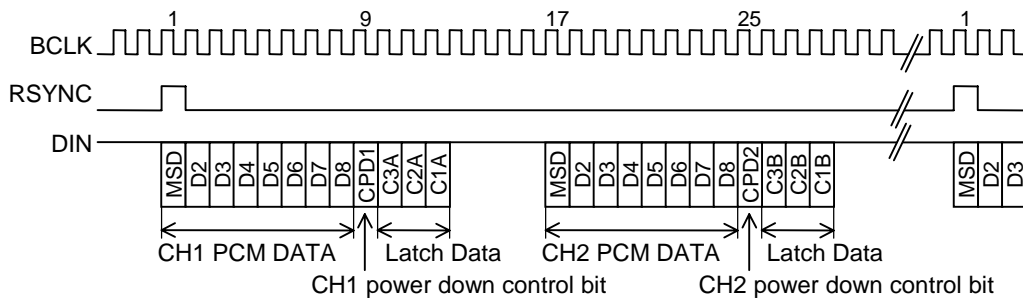 1 9 17 25 1
BCLK
RSYNC
DIN
MSD D2 D3 D4 D5 D6 D7 D8 CPD1 C3A C2A C1A MSD D2 D3 D4 D5 D6 D7 D8 CPD2 C3B C2B C1B MSD D2 D3
CH1 PCM DATA Latch Data CH2 PCM DATA Latch Data
CH1 power down control bit CH2 power down control bit